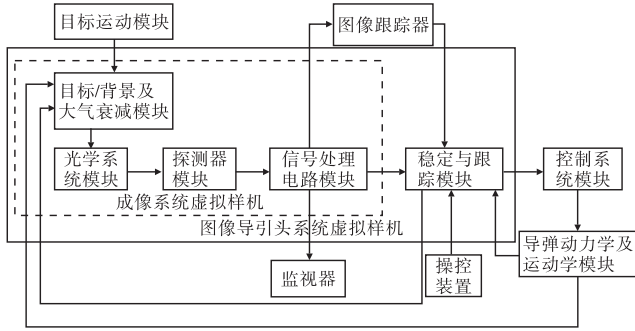 目标运动模块
图像跟踪器
目标/背景及
大气衰减模块
光学系
统模块
探测器
模块
信号处理
电路模块
稳定与跟
踪模块
控制系
统模块
成像系统虚拟样机
图像导引头系统虚拟样机
导弹动力学及
运动学模块
监视器
操控
装置